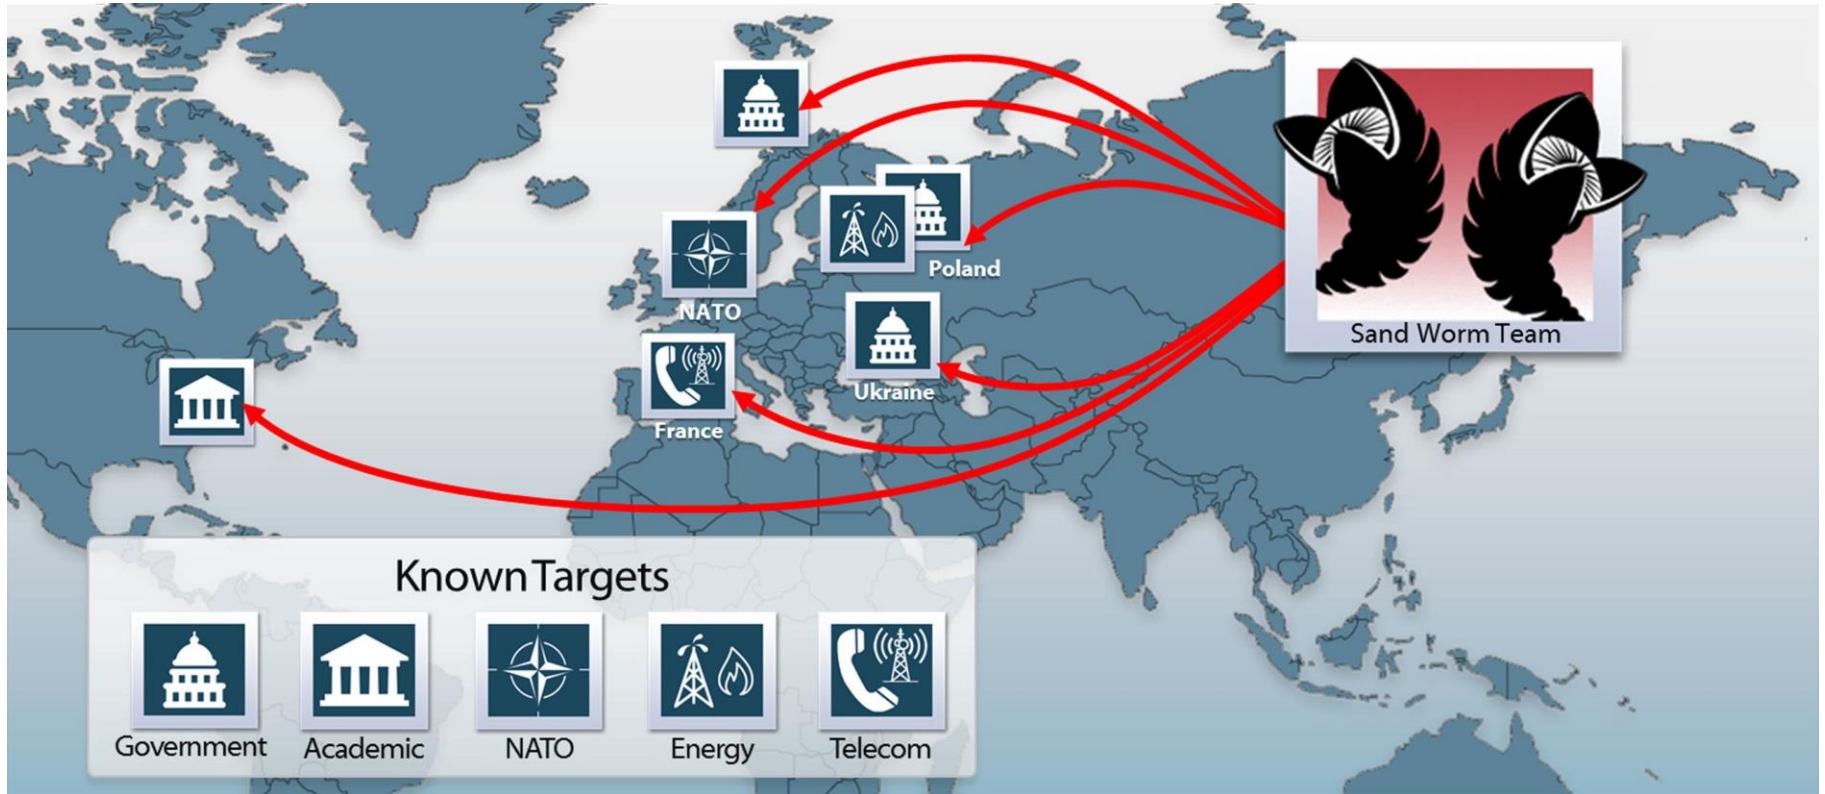 Sand Worm Team
Poland
NATO
Ukraine
France
Known Targets
Government
Academic
NATO
Energy
Telecom